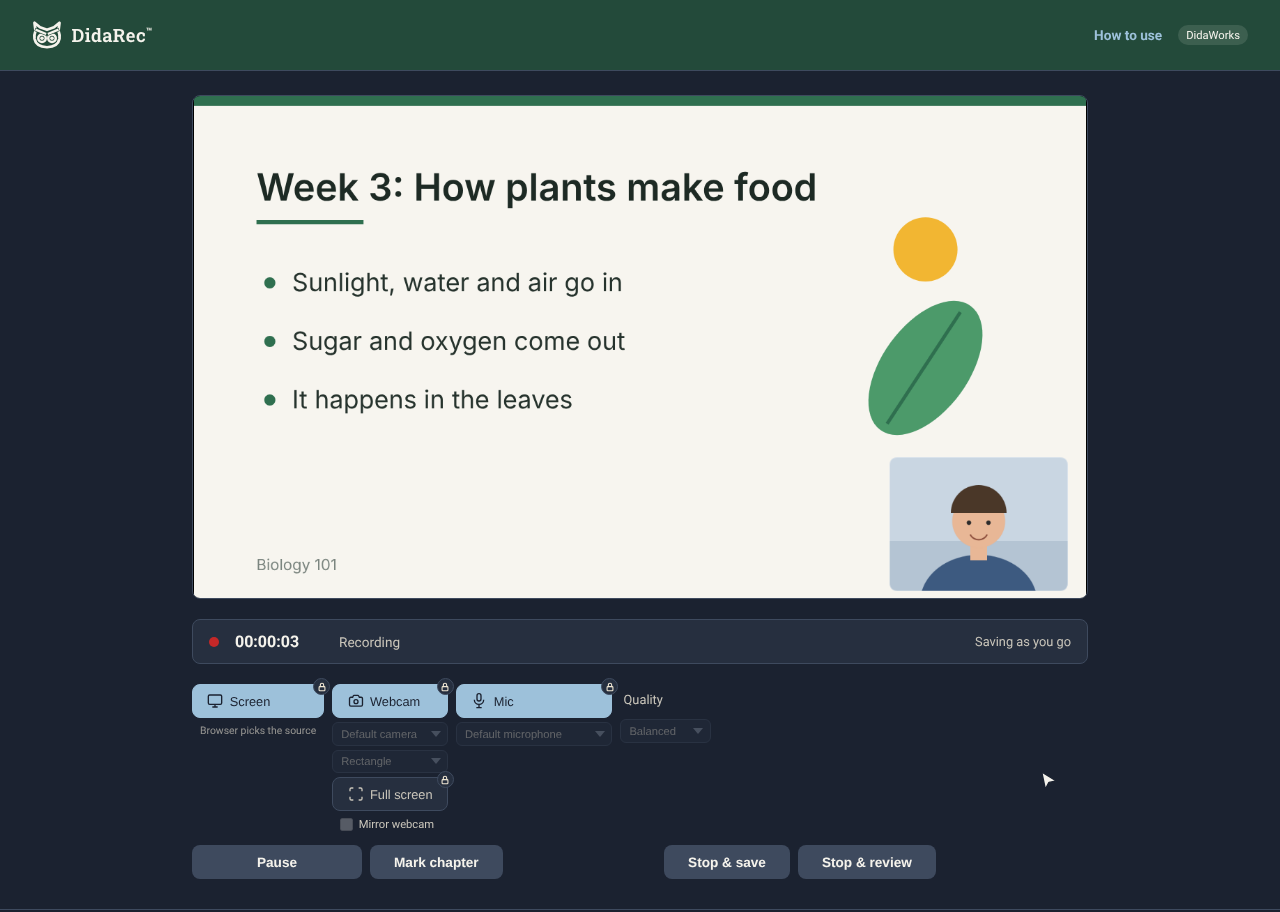 DidaRec™
How to use
DidaWorks
Week 3: How plants make food
Sunlight, water and air go in
Sugar and oxygen come out
It happens in the leaves
Biology 101
00:00:03
Recording
Saving as you go
Screen
Webcam
Mic
Quality
Browser picks the source
Default camera
Default microphone
Balanced
Rectangle
Full screen
Mirror webcam
Pause
Mark chapter
Stop & save
Stop & review